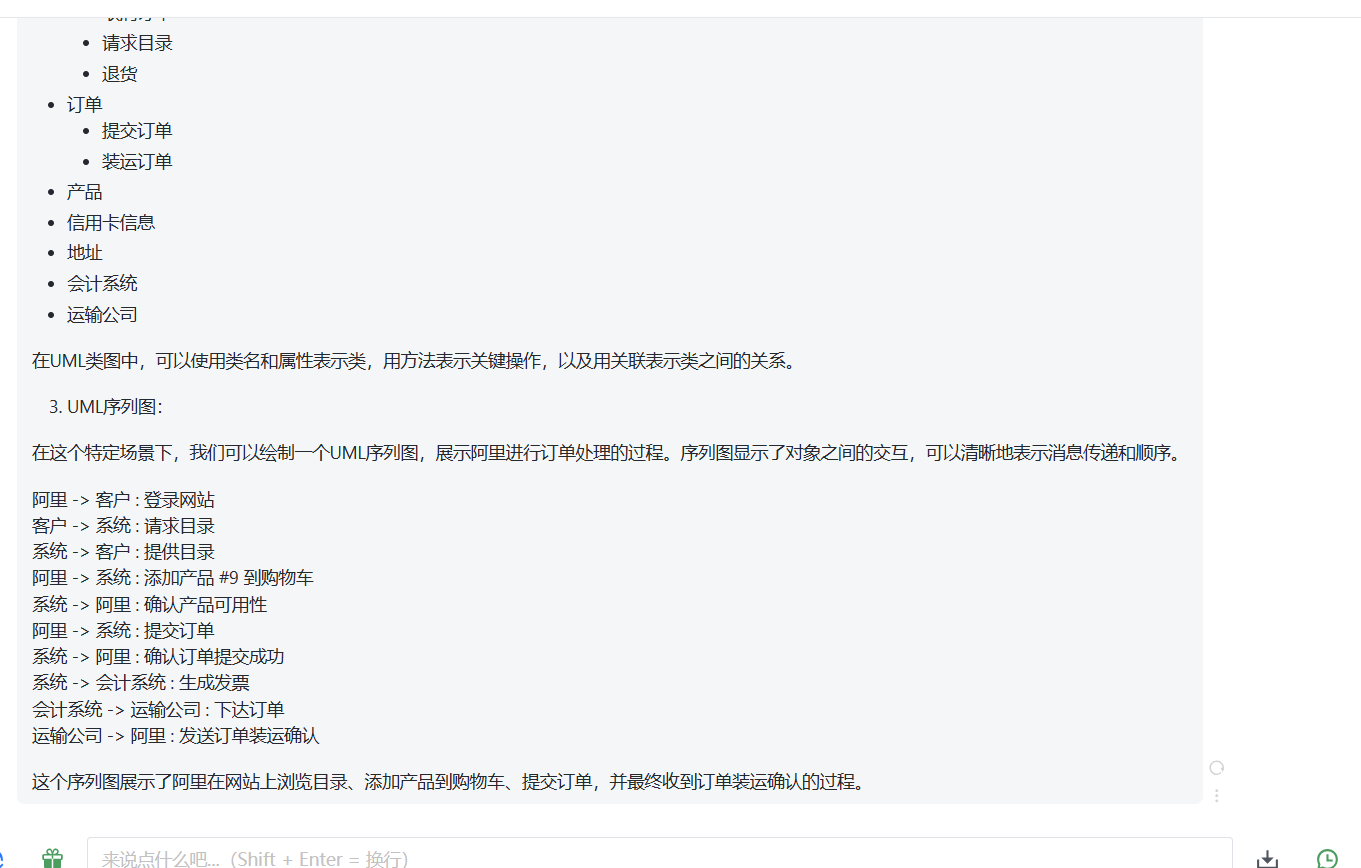 请求目录
退货
订单
提交订单
装运订单
产品
信用卡信息
地址
会计系统
运输公司
在UML类图中，可以使用类名和属性表示类，用方法表示关键操作，以及用关联表示类之间的关系。
3. UML序列图：
在这个特定场景下，我们可以绘制一个UML序列图，展示阿里进行订单处理的过程。序列图显示了对象之间的交互，可以清晰地表示消息传递和顺序。
阿里 -> 客户 : 登录网站
客户 -> 系统 : 请求目录
系统 -> 客户 : 提供目录
阿里 -> 系统 : 添加产品 #9 到购物车
系统 -> 阿里 : 确认产品可用性
阿里 -> 系统 : 提交订单
系统 -> 阿里 : 确认订单提交成功
系统 -> 会计系统 : 生成发票
会计系统 -> 运输公司 : 下达订单
运输公司 -> 阿里 : 发送订单装运确认
这个序列图展示了阿里在网站上浏览目录、添加产品到购物车、提交订单，并最终收到订单装运确认的过程。
来说点什么吧...（Shift + Enter = 换行）